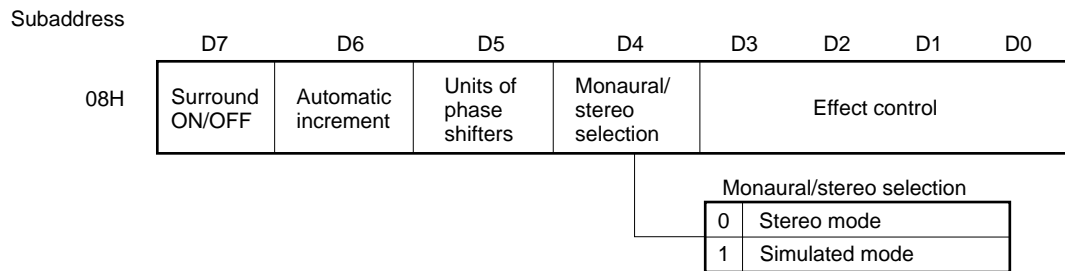 Subaddress
D7 D6 D5 D4 D3 D2 D1 D0
08H
Surround
ON/OFF
Automatic
increment
Units of
phase
shifters
Monaural/
stereo
selection
Effect control
Monaural/stereo selection
0 Stereo mode
1 Simulated mode